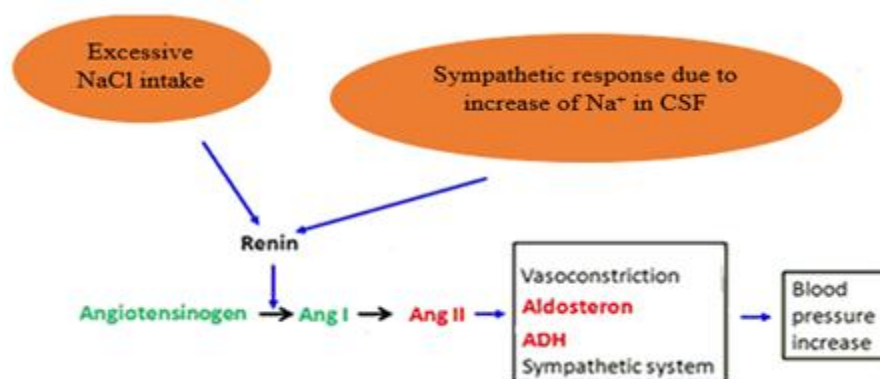 Excessive
NaCl intake
Sympathetic response due to
increase of Na⁺ in CSF
Renin
Angiotensinogen
Ang I
Ang II
Vasoconstriction
Aldosteron
ADH
Sympathetic system
Blood
pressure
increase